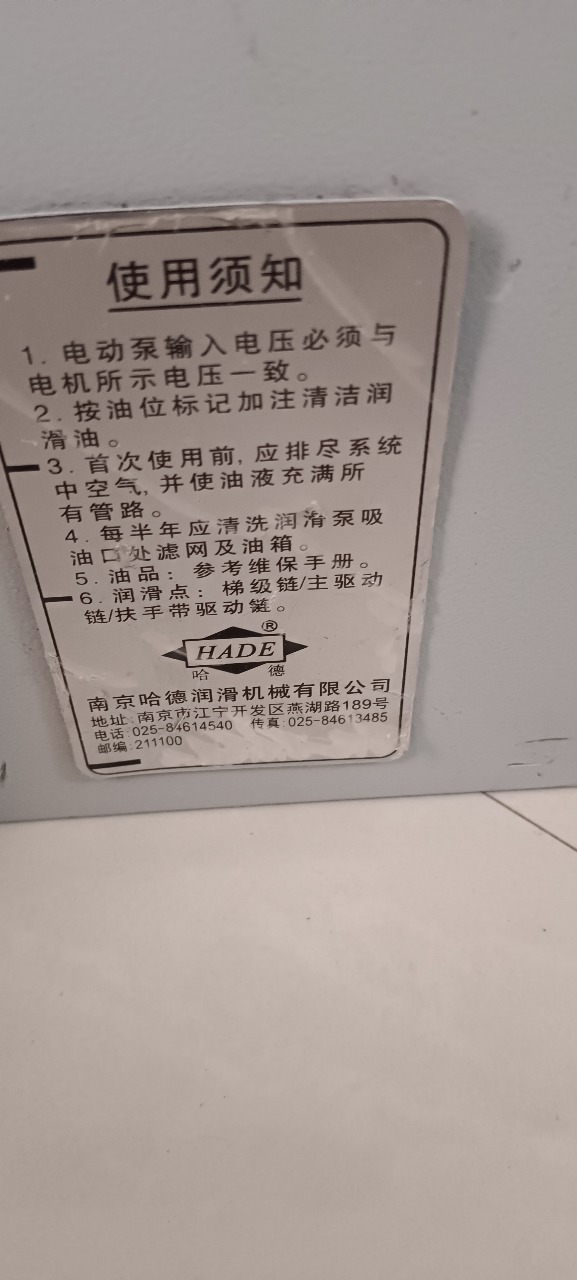 使用须知
1. 电动泵输入电压必须与
电机所示电压一致。
2. 按油位标记加注清洁润
滑油。
3. 首次使用前, 应排尽系统
中空气, 并使油液充满所
有管路。
4. 每半年应清洗润滑泵吸
油口处滤网及油箱。
5. 油品: 参考维保手册。
6. 润滑点: 梯级链/主驱动
链/扶手带驱动链。
®
HADE
哈 德
南京哈德润滑机械有限公司
地址: 南京市江宁开发区燕湖路189号
电话: 025-84614540 传真: 025-84613485
邮编: 211100